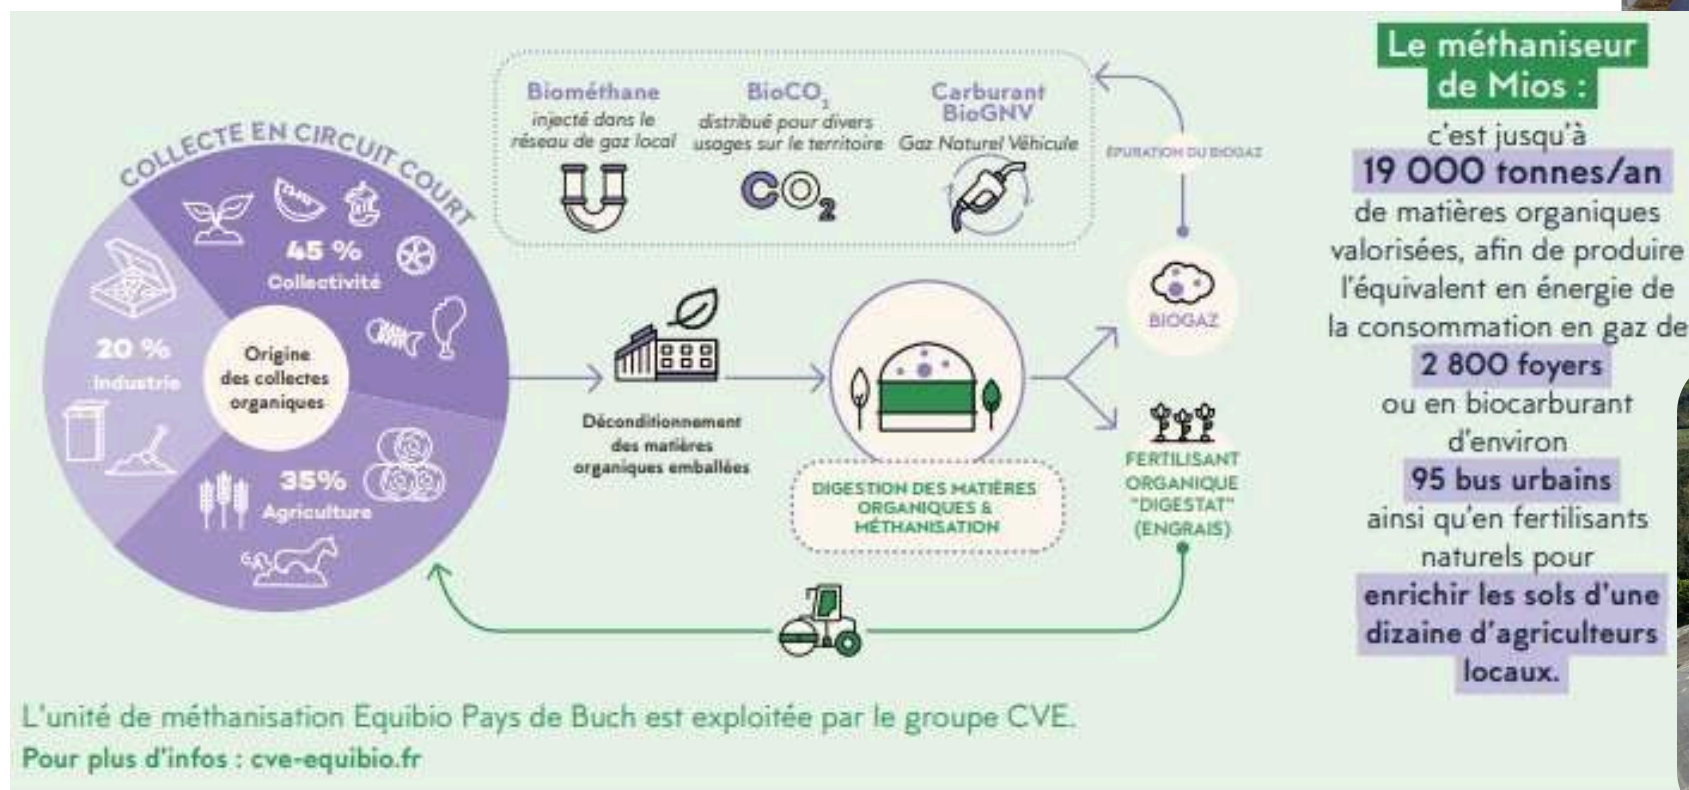 COLLECTE EN CIRCUIT COURT
45 %
Collectivité
20 %
Industrie
35%
Agriculture
Origine
des collectes
organiques
Déconditionnement
des matières
organiques emballées
DIGESTION DES MATIÈRES
ORGANIQUES &
MÉTHANISATION
Biométhane
injecté dans le
réseau de gaz local
BioCO2
distribué pour divers
usages sur le territoire
CO2
Carburant
BioGNV
Gaz Naturel Véhicule
ÉPURATION DU BIOGAZ
BIOGAZ
FERTILISANT
ORGANIQUE
"DIGESTAT"
(ENGRAIS)
Le méthaniseur
de Mios :
c'est jusqu'à
19 000 tonnes/an
de matières organiques
valorisées, afin de produire
l'équivalent en énergie de
la consommation en gaz de
2 800 foyers
ou en biocarburant
d'environ
95 bus urbains
ainsi qu'en fertilisants
naturels pour
enrichir les sols d'une
dizaine d'agriculteurs
locaux.
L'unité de méthanisation Equibio Pays de Buch est exploitée par le groupe CVE.
Pour plus d'infos : cve-equibio.fr